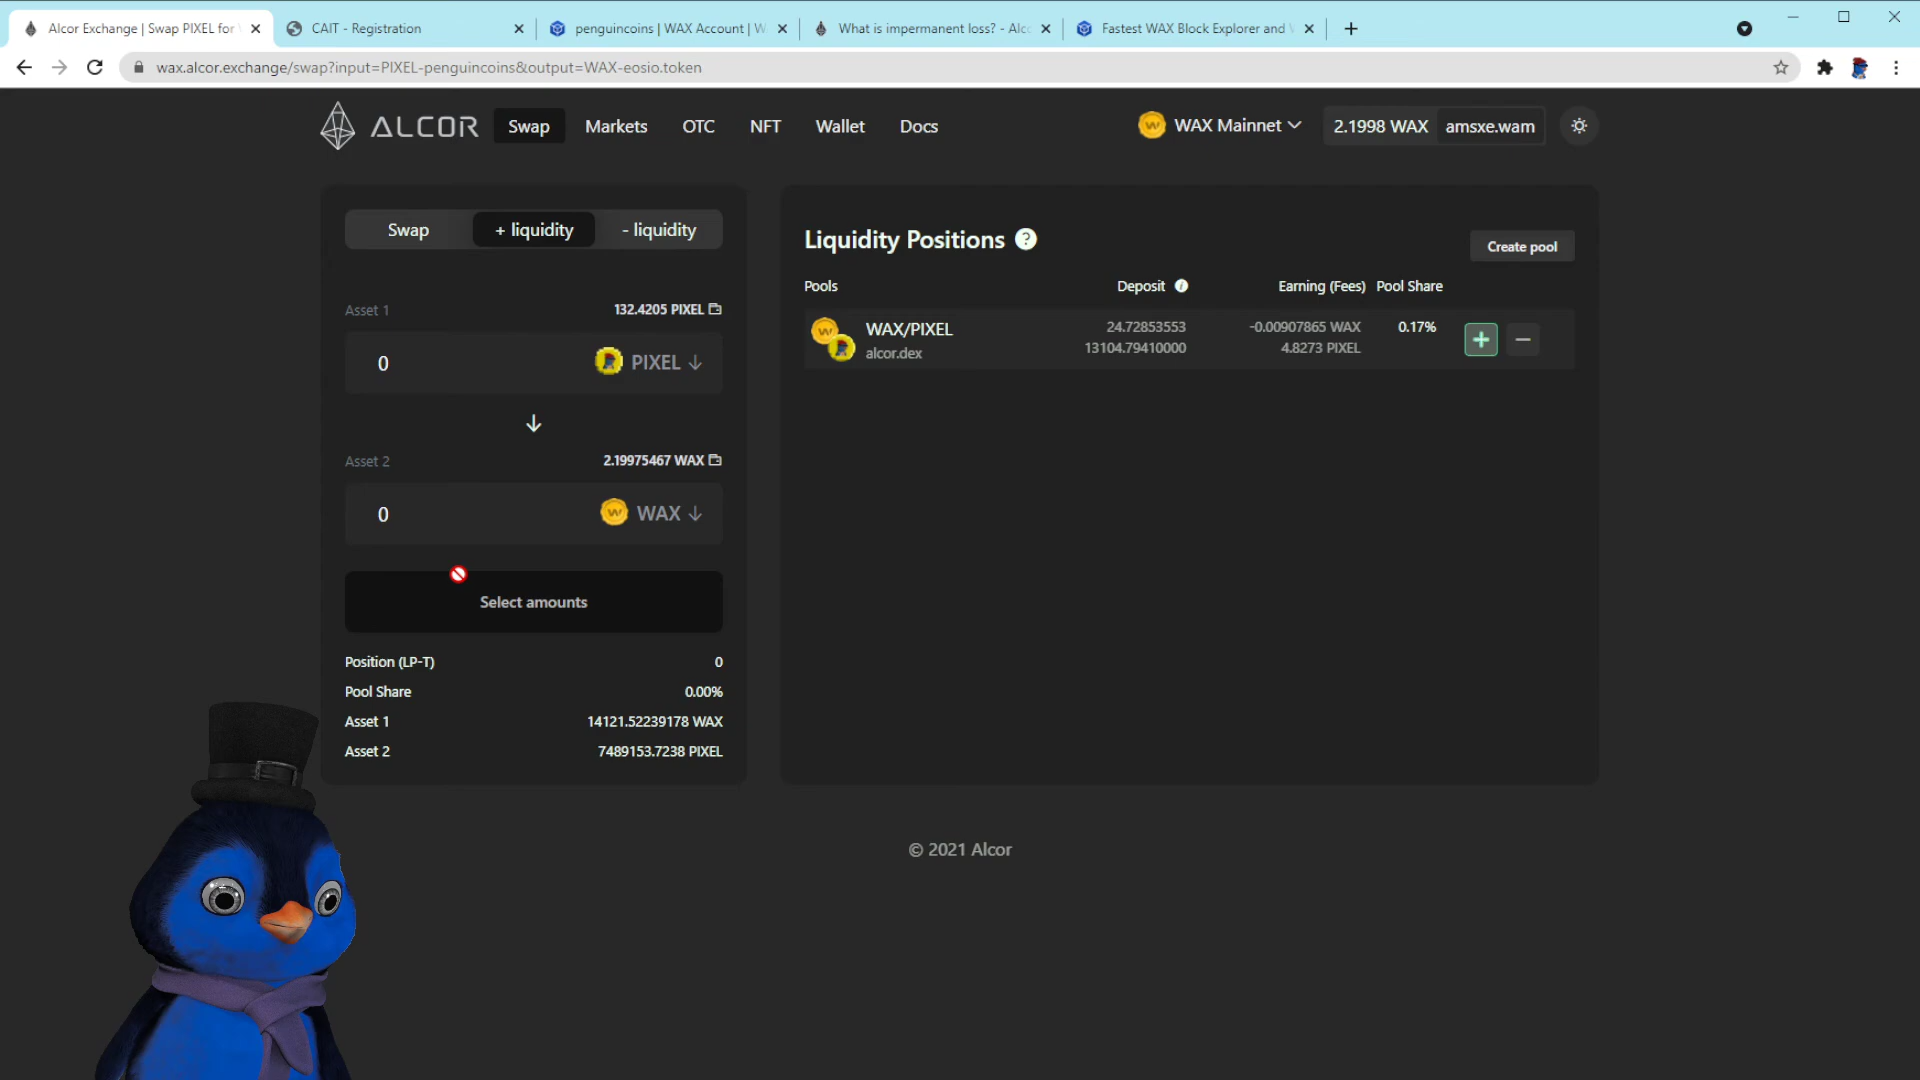 Alcor Exchange | Swap PIXEL for
CAIT - Registration
penguincoins | WAX Account | W
What is impermanent loss? - Alco
Fastest WAX Block Explorer and
wax.alcor.exchange/swap?input=PIXEL-penguincoins&output=WAX-eosio.token
ALCOR
Swap
Markets
OTC
NFT
Wallet
Docs
WAX Mainnet
2.1998 WAX
amsxe.wam
Swap
+ liquidity
- liquidity
Asset 1
132.4205 PIXEL
0
PIXEL
Asset 2
2.19975467 WAX
0
WAX
Select amounts
Position (LP-T)
0
Pool Share
0.00%
Asset 1
14121.52239178 WAX
Asset 2
7489153.7238 PIXEL
Liquidity Positions ?
Create pool
Pools
Deposit
Earning (Fees)
Pool Share
WAX/PIXEL
alcor.dex
24.72853553
13104.79410000
-0.00907865 WAX
4.8273 PIXEL
0.17%
© 2021 Alcor